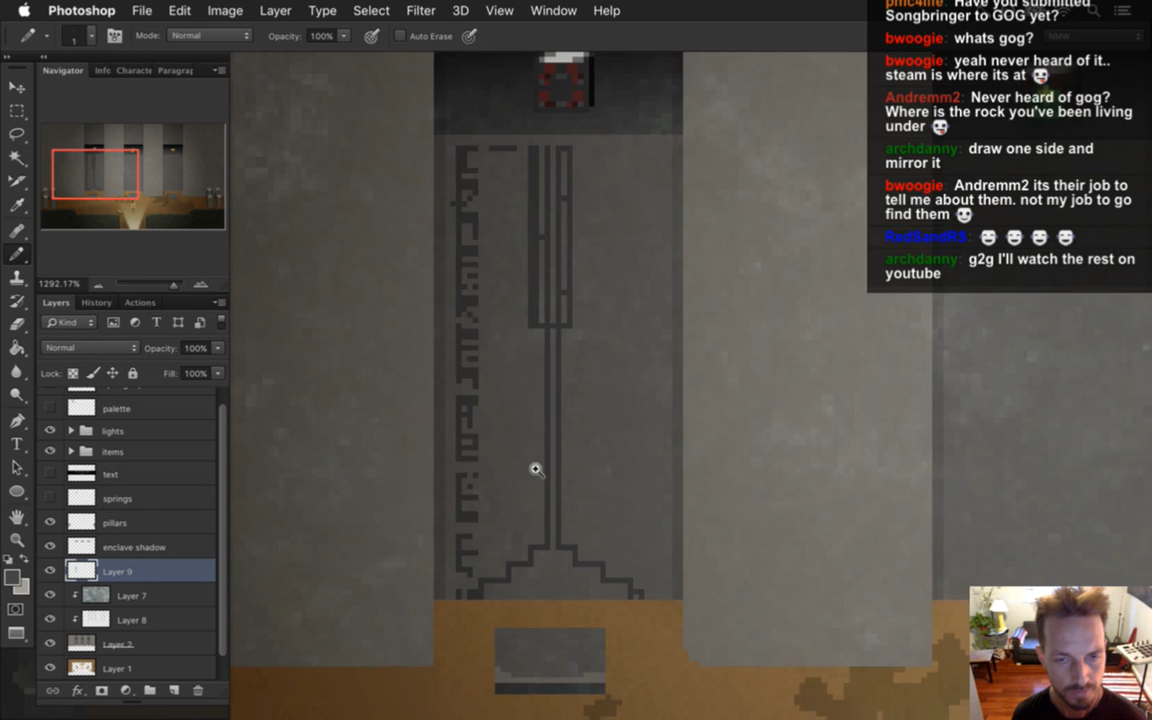 Photoshop File Edit Image Layer Type Select Filter 3D View Window Help
1 Mode: Normal Opacity: 100% Auto Erase
Navigator Info Characte Paragrap
1292.17%
Layers History Actions
Kind
Normal Opacity: 100%
Lock: Fill: 100%
palette
lights
items
text
springs
pillars
enclave shadow
Layer 9
Layer 7
Layer 8
Layer 2
Layer 1
fx
Have you submitted
Songbringer to GOG yet?
bwoogie: whats gog?
bwoogie: yeah never heard of it..
steam is where its at
Andremm2: Never heard of gog?
Where is the rock you've been living
under
archdanny: draw one side and
mirror it
bwoogie: Andremm2 its their job to
tell me about them. not my job to go
find them
RedSandRS:
archdanny: g2g I'll watch the rest on
youtube